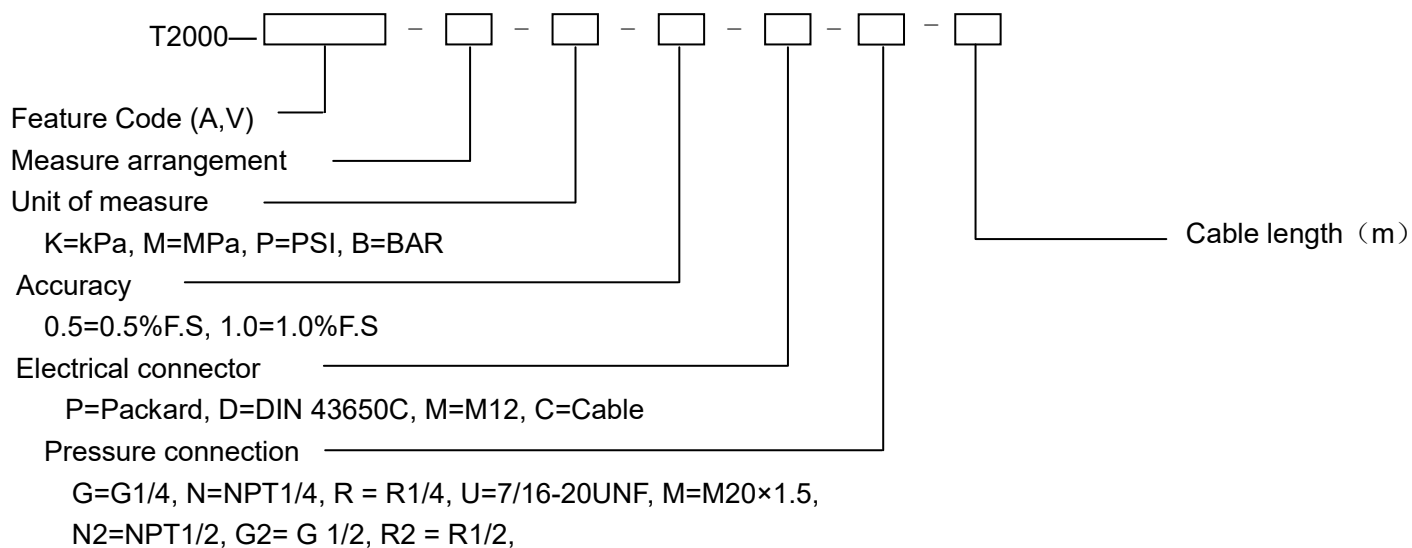 T2000— – – – – – –
Feature Code (A,V)
Measure arrangement
Unit of measure
K=kPa, M=MPa, P=PSI, B=BAR
Cable length（m）
Accuracy
0.5=0.5%F.S, 1.0=1.0%F.S
Electrical connector
P=Packard, D=DIN 43650C, M=M12, C=Cable
Pressure connection
G=G1/4, N=NPT1/4, R = R1/4, U=7/16-20UNF, M=M20×1.5,
N2=NPT1/2, G2= G 1/2, R2 = R1/2,